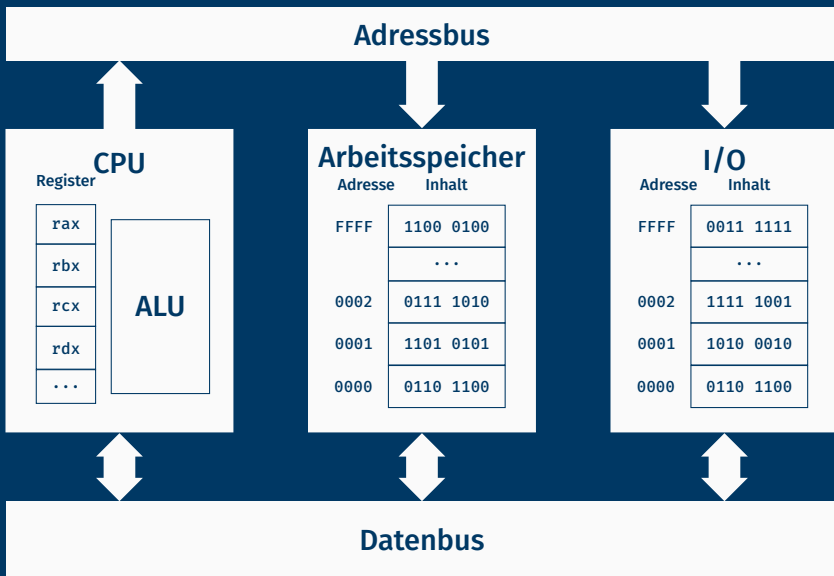 Adressbus
CPU
Register
rax
rbx
rcx
rdx
...
ALU
Arbeitsspeicher
Adresse Inhalt
FFFF 1100 0100
...
0002 0111 1010
0001 1101 0101
0000 0110 1100
I/O
Adresse Inhalt
FFFF 0011 1111
...
0002 1111 1001
0001 1010 0010
0000 0110 1100
Datenbus